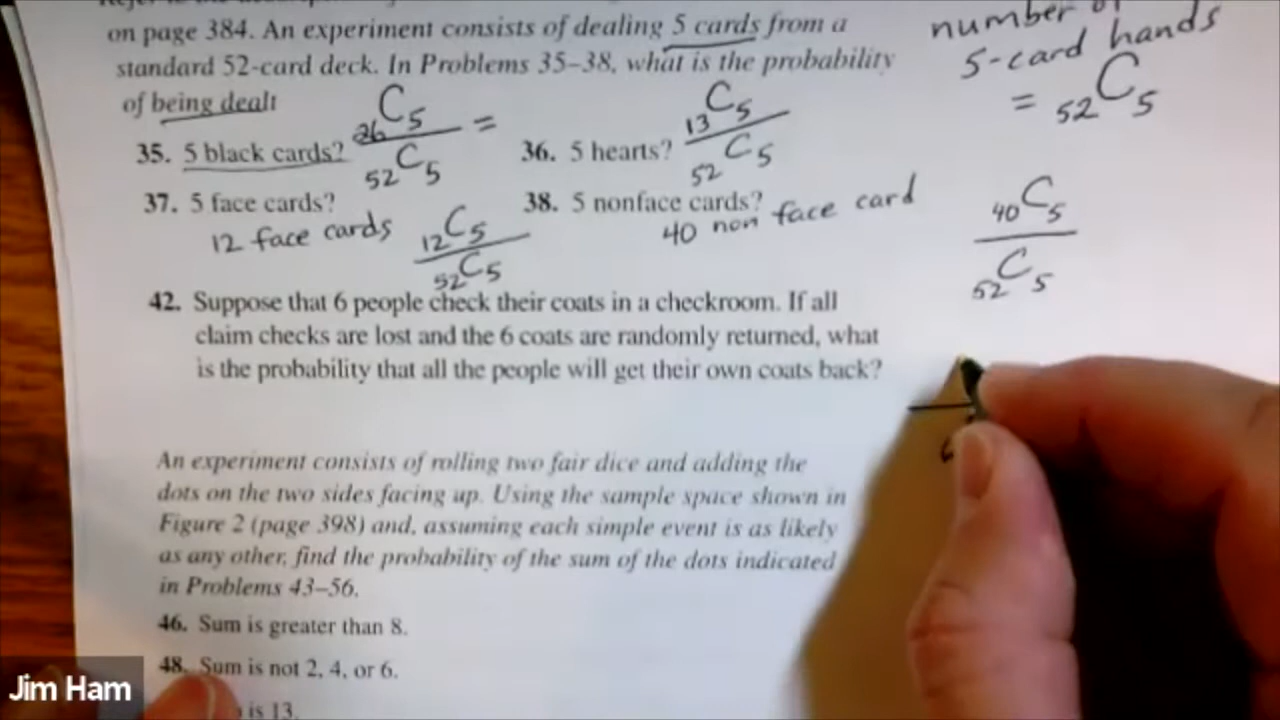 on page 384. An experiment consists of dealing 5 cards from a
standard 52-card deck. In Problems 35–38, what is the probability
of being dealt
number of
5-card hands
= 52C5
35. 5 black cards? 26C5 / 52C5 =
36. 5 hearts? 13C5 / 52C5
37. 5 face cards?
12 face cards 12C5 / 52C5
38. 5 nonface cards?
40 non face card
40C5 / 52C5
42. Suppose that 6 people check their coats in a checkroom. If all
claim checks are lost and the 6 coats are randomly returned, what
is the probability that all the people will get their own coats back?
An experiment consists of rolling two fair dice and adding the
dots on the two sides facing up. Using the sample space shown in
Figure 2 (page 398) and, assuming each simple event is as likely
as any other, find the probability of the sum of the dots indicated
in Problems 43–56.
46. Sum is greater than 8.
48. Sum is not 2, 4, or 6.
is 13.
Jim Ham